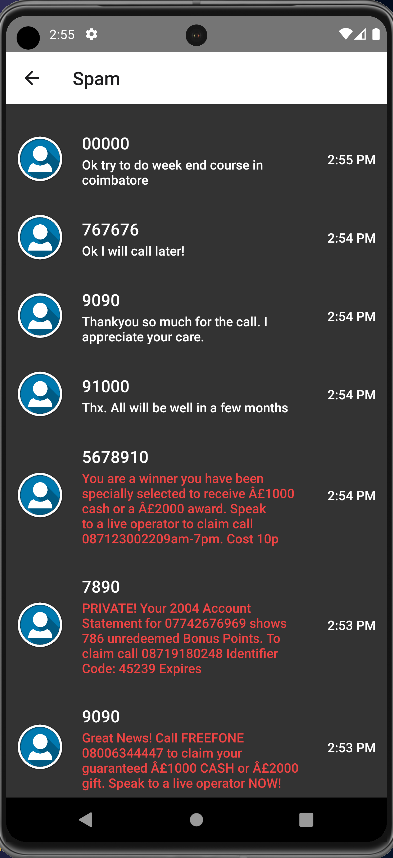 2:55
Spam
00000
Ok try to do week end course in
coimbatore
2:55 PM
767676
Ok I will call later!
2:54 PM
9090
Thankyou so much for the call. I
appreciate your care.
2:54 PM
91000
Thx. All will be well in a few months
2:54 PM
5678910
You are a winner you have been
specially selected to receive Â£1000
cash or a Â£2000 award. Speak
to a live operator to claim call
087123002209am-7pm. Cost 10p
2:54 PM
7890
PRIVATE! Your 2004 Account
Statement for 07742676969 shows
786 unredeemed Bonus Points. To
claim call 08719180248 Identifier
Code: 45239 Expires
2:53 PM
9090
Great News! Call FREEFONE
08006344447 to claim your
guaranteed Â£1000 CASH or Â£2000
gift. Speak to a live operator NOW!
2:53 PM